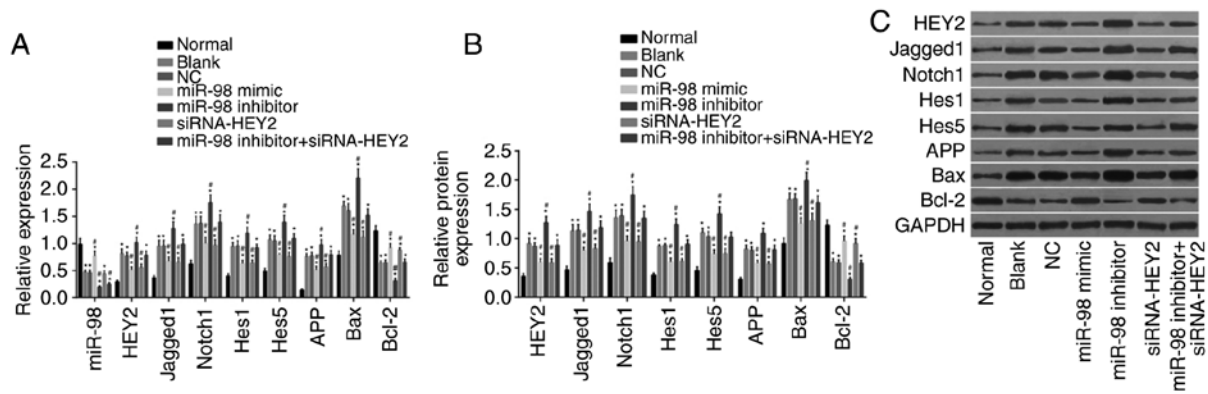 A
Normal
Blank
NC
miR-98 mimic
miR-98 inhibitor
siRNA-HEY2
miR-98 inhibitor+siRNA-HEY2
Relative expression
2.5
2.0
1.5
1.0
0.5
0.0
miR-98
HEY2
Jagged1
Notch1
Hes1
Hes5
APP
Bax
Bcl-2
B
Normal
Blank
NC
miR-98 mimic
miR-98 inhibitor
siRNA-HEY2
miR-98 inhibitor+siRNA-HEY2
Relative protein
expression
2.5
2.0
1.5
1.0
0.5
0.0
HEY2
Jagged1
Notch1
Hes1
Hes5
APP
Bax
Bcl-2
C
HEY2
Jagged1
Notch1
Hes1
Hes5
APP
Bax
Bcl-2
GAPDH
Normal
Blank
NC
miR-98 mimic
miR-98 inhibitor
siRNA-HEY2
miR-98 inhibitor+
siRNA-HEY2